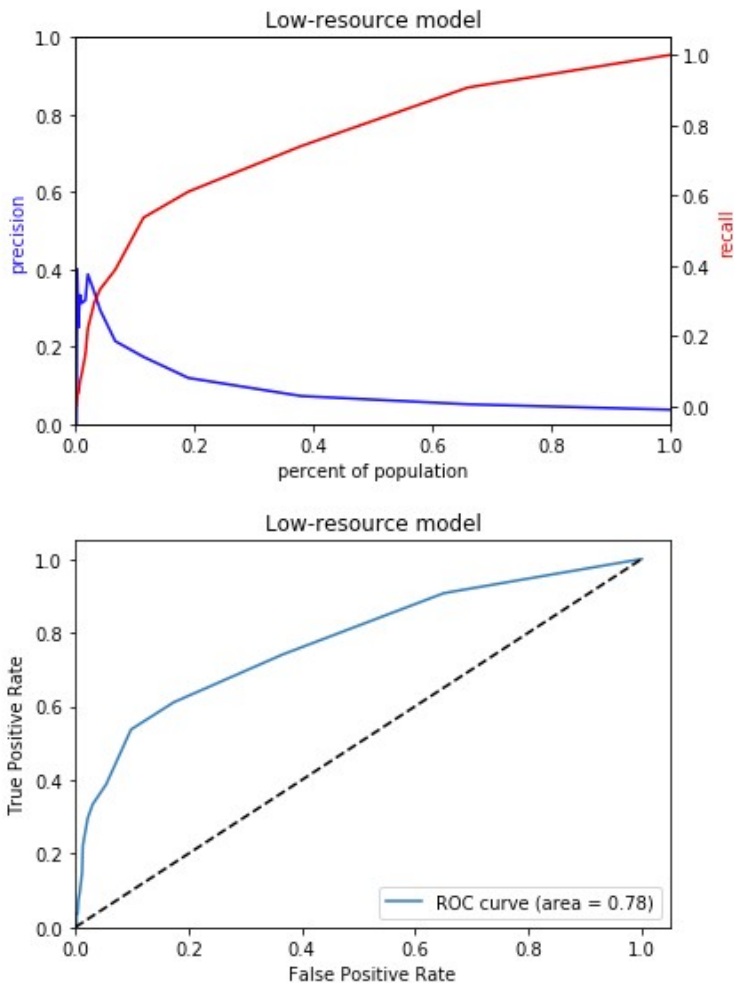 Low-resource model
1.0
0.8
0.6
0.4
0.2
0.0
precision
1.0
0.8
0.6
0.4
0.2
0.0
recall
0.0 0.2 0.4 0.6 0.8 1.0
percent of population
Low-resource model
1.0
0.8
0.6
0.4
0.2
0.0
True Positive Rate
ROC curve (area = 0.78)
0.0 0.2 0.4 0.6 0.8 1.0
False Positive Rate